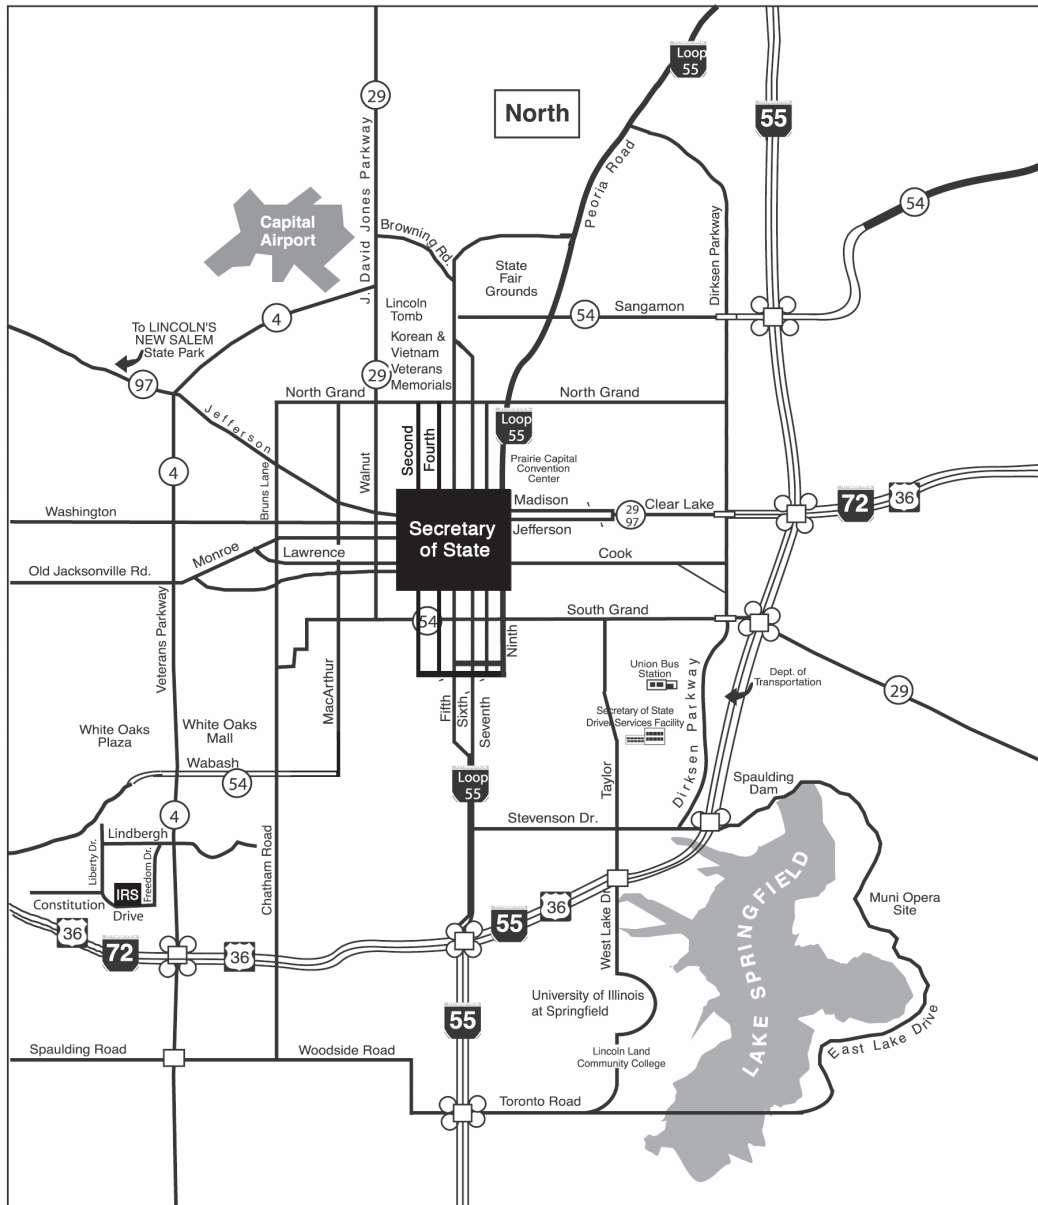 Loop
55
29
North
55
J. David Jones Parkway
Peoria Road
54
Capital
Airport
Browning Rd.
Dirksen Parkway
State
Fair
Grounds
Lincoln
Tomb
4
54
Sangamon
To LINCOLN'S
NEW SALEM
State Park
Korean &
Vietnam
Veterans
Memorials
29
97
North Grand
North Grand
Jefferson
Loop
55
Second
Fourth
Walnut
Bruns Lane
Prairie Capital
Convention
Center
4
Madison
29
97
Clear Lake
72
36
Washington
Secretary
of State
Jefferson
Monroe
Lawrence
Cook
Old Jacksonville Rd.
South Grand
54
Veterans Parkway
Ninth
MacArthur
Union Bus
Station
Dept. of
Transportation
29
Fifth
Sixth
Seventh
Secretary of State
Driver Services Facility
Dirksen Parkway
White Oaks
Plaza
White Oaks
Mall
Wabash
54
Loop
55
Taylor
Spaulding
Dam
4
Stevenson Dr.
Lindbergh
Liberty Dr.
Freedom Dr.
Chatham Road
IRS
Constitution
Drive
36
72
36
55
36
West Lake Dr.
LAKE SPRINGFIELD
Muni Opera
Site
University of Illinois
at Springfield
55
East Lake Drive
Spaulding Road
Woodside Road
Lincoln Land
Community College
Toronto Road